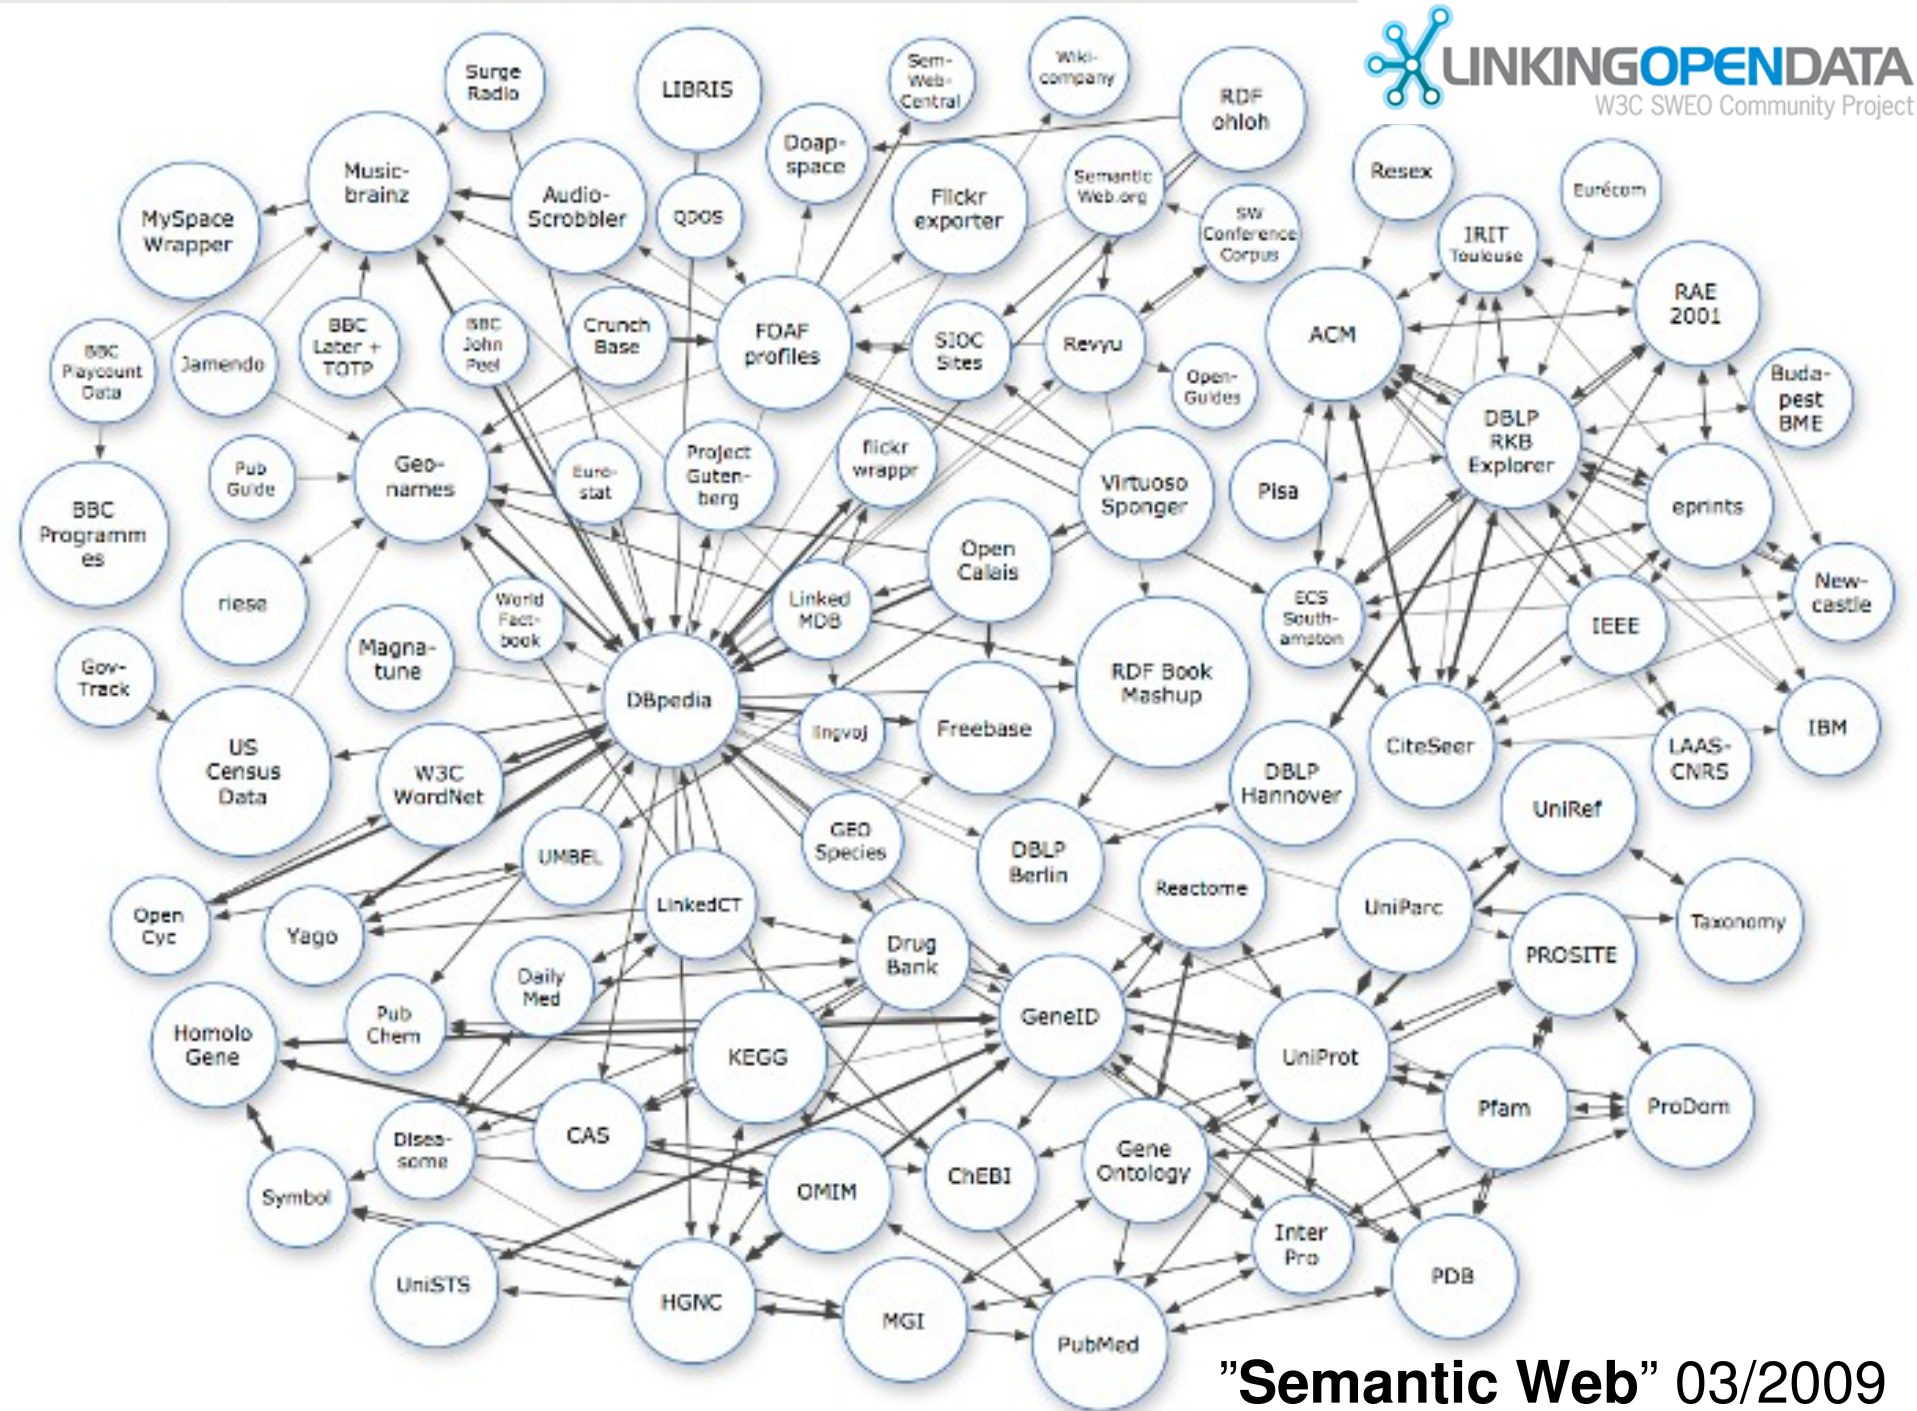 LINKINGOPENDATA
W3C SWEO Community Project
Surge
Radio
LIBRIS
Sem-
Web-
Central
Wiki-
company
RDF
ohloh
Doap-
space
Music-
brainz
MySpace
Wrapper
Audio-
Scrobbler
QDOS
Flickr
exporter
Semantic
Web.org
SW
Conference
Corpus
Resex
Eurécom
IRIT
Toulouse
RAE
2001
ACM
BBC
Playcount
Data
Jamendo
BBC
Later +
TOTP
BBC
John
Peel
Crunch
Base
FOAF
profiles
SIOC
Sites
Revyu
Open-
Guides
Buda-
pest
BME
DBLP
RKB
Explorer
Pub
Guide
Geo-
names
Euro-
stat
Project
Guten-
berg
flickr
wrappr
Virtuoso
Sponger
Pisa
eprints
BBC
Programm
es
riese
World
Fact-
book
Linked
MDB
Open
Calais
ECS
South-
ampton
IEEE
New-
castle
Gov-
Track
Magna-
tune
DBpedia
lingvoj
Freebase
RDF Book
Mashup
CiteSeer
LAAS-
CNRS
IBM
US
Census
Data
W3C
WordNet
DBLP
Hannover
UniRef
UMBEL
GEO
Species
DBLP
Berlin
Reactome
UniParc
Taxonomy
Open
Cyc
Yago
LinkedCT
Drug
Bank
PROSITE
Daily
Med
Pub
Chem
Homolo
Gene
KEGG
GeneID
UniProt
Pfam
ProDom
Disea-
some
CAS
OMIM
ChEBI
Gene
Ontology
Symbol
UniSTS
HGNC
MGI
PubMed
Inter
Pro
PDB
”Semantic Web” 03/2009